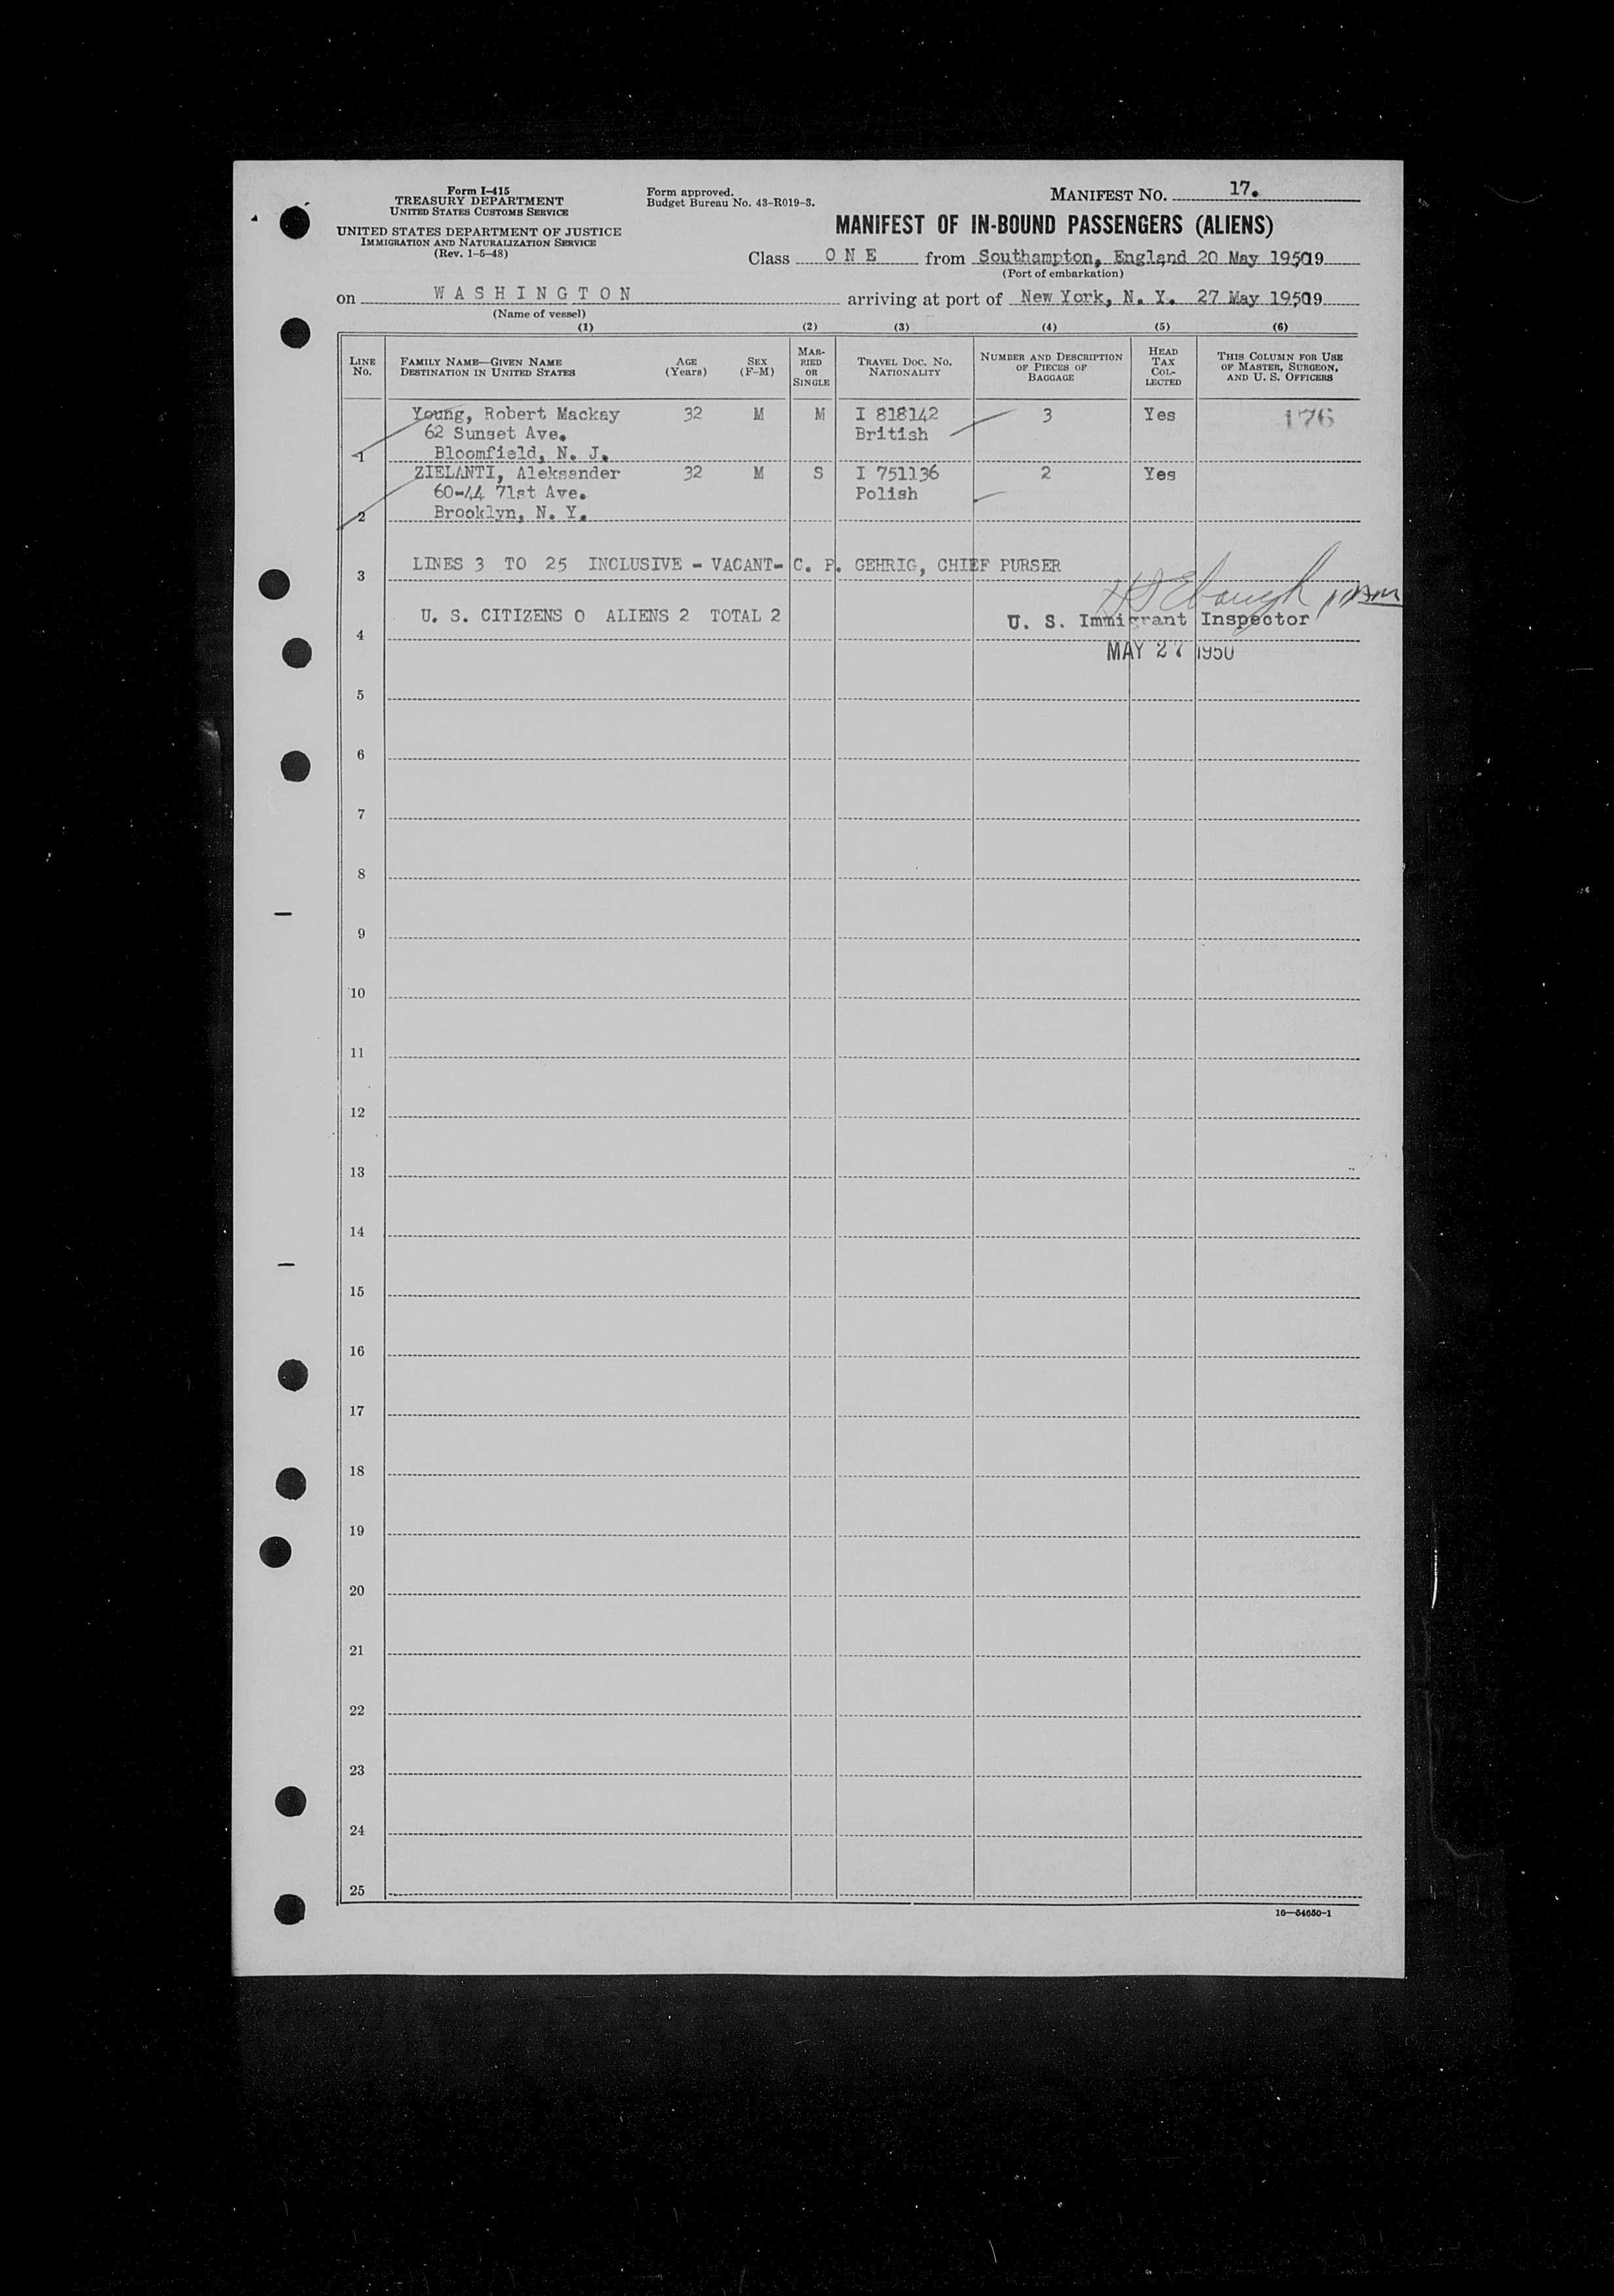 Form I-415
TREASURY DEPARTMENT
UNITED STATES CUSTOMS SERVICE
UNITED STATES DEPARTMENT OF JUSTICE
IMMIGRATION AND NATURALIZATION SERVICE
(Rev. 1-5-48)
Form approved.
Budget Bureau No. 43-R019-3.
MANIFEST NO. 17.
MANIFEST OF IN-BOUND PASSENGERS (ALIENS)
Class O N E from Southampton, England 20 May 1950, 19
(Port of embarkation)
on W A S H I N G T O N arriving at port of New York, N. Y. 27 May 1950, 19
(Name of vessel)
(1) (2) (3) (4) (5) (6)
LINE No.
FAMILY NAME—GIVEN NAME
DESTINATION IN UNITED STATES
AGE (Years)
SEX (F-M)
MARRIED OR SINGLE
TRAVEL DOC. NO. NATIONALITY
NUMBER AND DESCRIPTION OF PIECES OF BAGGAGE
HEAD TAX COLLECTED
THIS COLUMN FOR USE OF MASTER, SURGEON, AND U. S. OFFICERS
Young, Robert Mackay 32 M M I 818142 3 Yes 176
62 Sunset Ave. British
1 Bloomfield, N. J.
ZIELANTI, Aleksander 32 M S I 751136 2 Yes
60-44 71st Ave. Polish
2 Brooklyn, N. Y.
LINES 3 TO 25 INCLUSIVE - VACANT- C. P. GEHRIG, CHIEF PURSER
3
U. S. CITIZENS 0 ALIENS 2 TOTAL 2 U. S. Immigrant Inspector
4
MAY 27 1950
5
6
7
8
9
10
11
12
13
14
15
16
17
18
19
20
21
22
23
24
25
16—54650-1